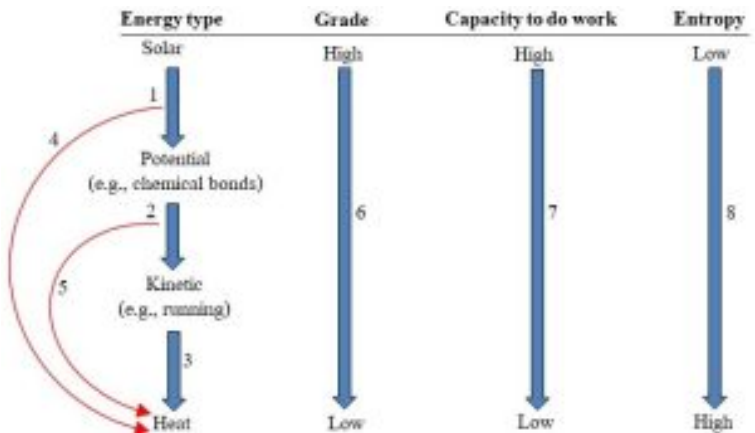 Energy type Grade Capacity to do work Entropy
Solar High High Low
1
4
Potential
(e.g., chemical bonds)
2 6 7 8
5
Kinetic
(e.g., running)
3
Heat Low Low High